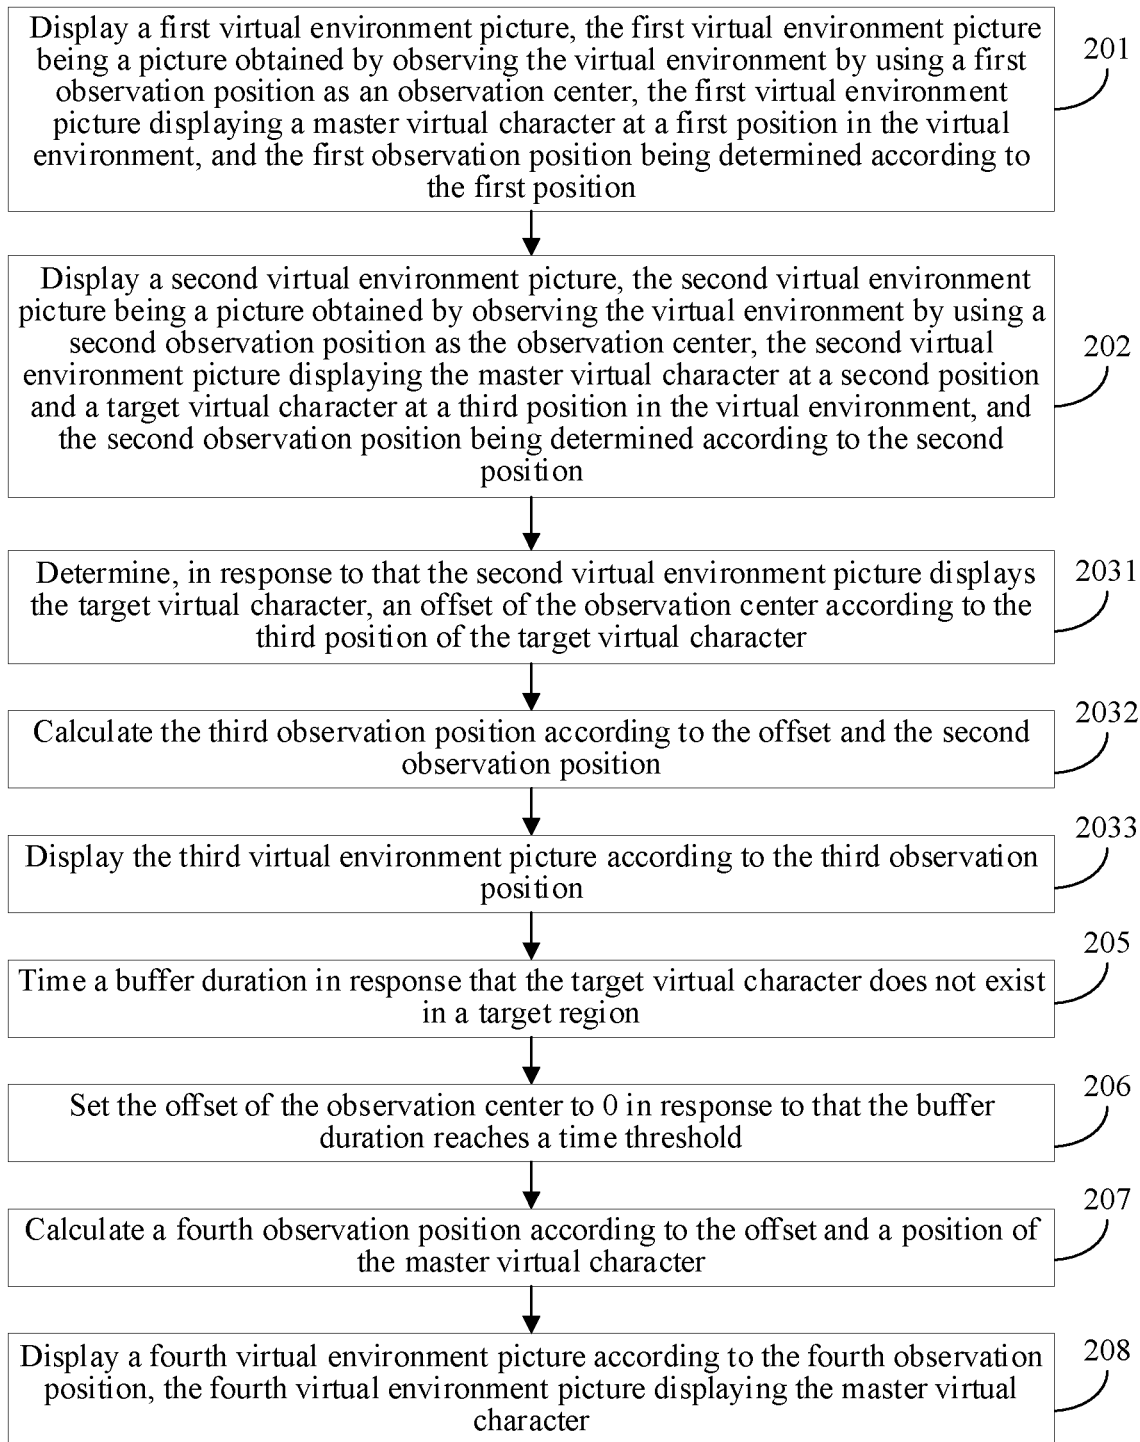 Display a first virtual environment picture, the first virtual environment picture
being a picture obtained by observing the virtual environment by using a first
observation position as an observation center, the first virtual environment
picture displaying a master virtual character at a first position in the virtual
environment, and the first observation position being determined according to
the first position
201
Display a second virtual environment picture, the second virtual environment
picture being a picture obtained by observing the virtual environment by using a
second observation position as the observation center, the second virtual
environment picture displaying the master virtual character at a second position
and a target virtual character at a third position in the virtual environment, and
the second observation position being determined according to the second
position
202
Determine, in response to that the second virtual environment picture displays
the target virtual character, an offset of the observation center according to the
third position of the target virtual character
2031
Calculate the third observation position according to the offset and the second
observation position
2032
Display the third virtual environment picture according to the third observation
position
2033
Time a buffer duration in response that the target virtual character does not exist
in a target region
205
Set the offset of the observation center to 0 in response to that the buffer
duration reaches a time threshold
206
Calculate a fourth observation position according to the offset and a position of
the master virtual character
207
Display a fourth virtual environment picture according to the fourth observation
position, the fourth virtual environment picture displaying the master virtual
character
208